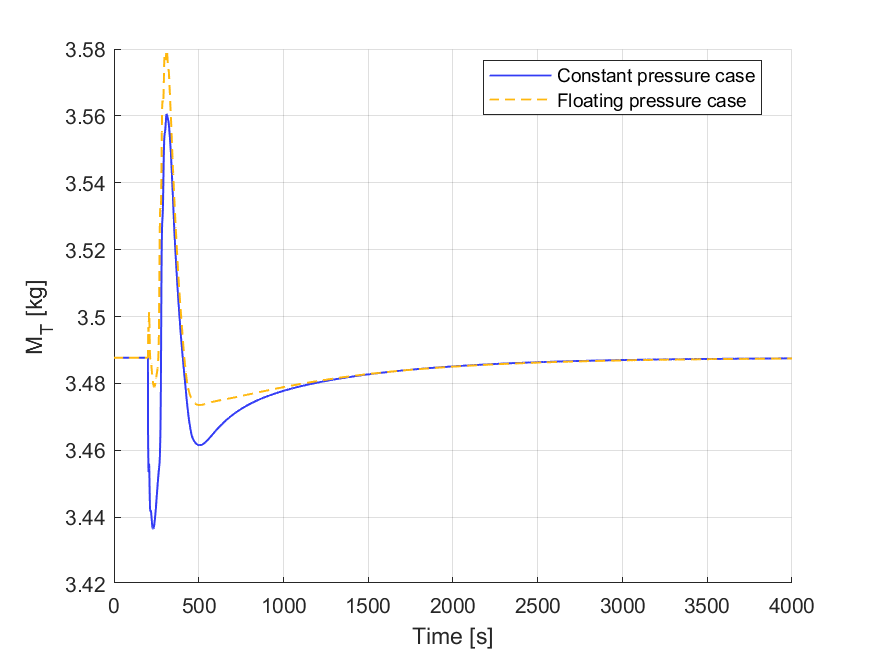 3.58
3.56
3.54
3.52
3.5
3.48
3.46
3.44
3.42
M_T [kg]
Constant pressure case
Floating pressure case
0 500 1000 1500 2000 2500 3000 3500 4000
Time [s]